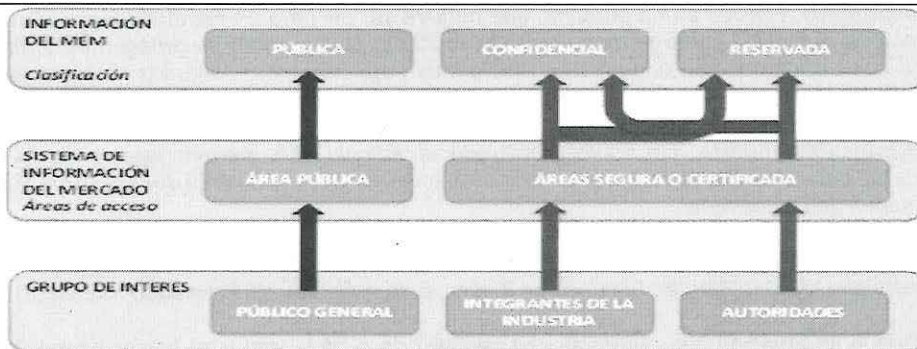 INFORMACIÓN
DEL MEM
Clasificación
PÚBLICA
CONFIDENCIAL
RESERVADA
SISTEMA DE
INFORMACIÓN
DEL MERCADO
Áreas de acceso
ÁREA PÚBLICA
ÁREAS SEGURA O CERTIFICADA
GRUPO DE INTERES
PÚBLICO GENERAL
INTEGRANTES DE LA
INDUSTRIA
AUTORIDADES